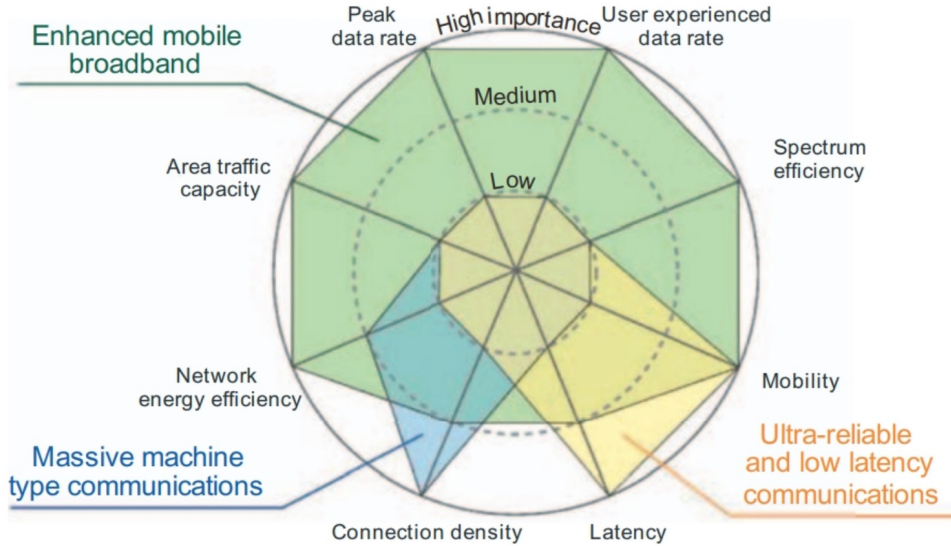 Peak
data rate
High importance
User experienced
data rate
Enhanced mobile
broadband
Medium
Area traffic
capacity
Spectrum
efficiency
Low
Network
energy efficiency
Mobility
Massive machine
type communications
Ultra-reliable
and low latency
communications
Connection density
Latency